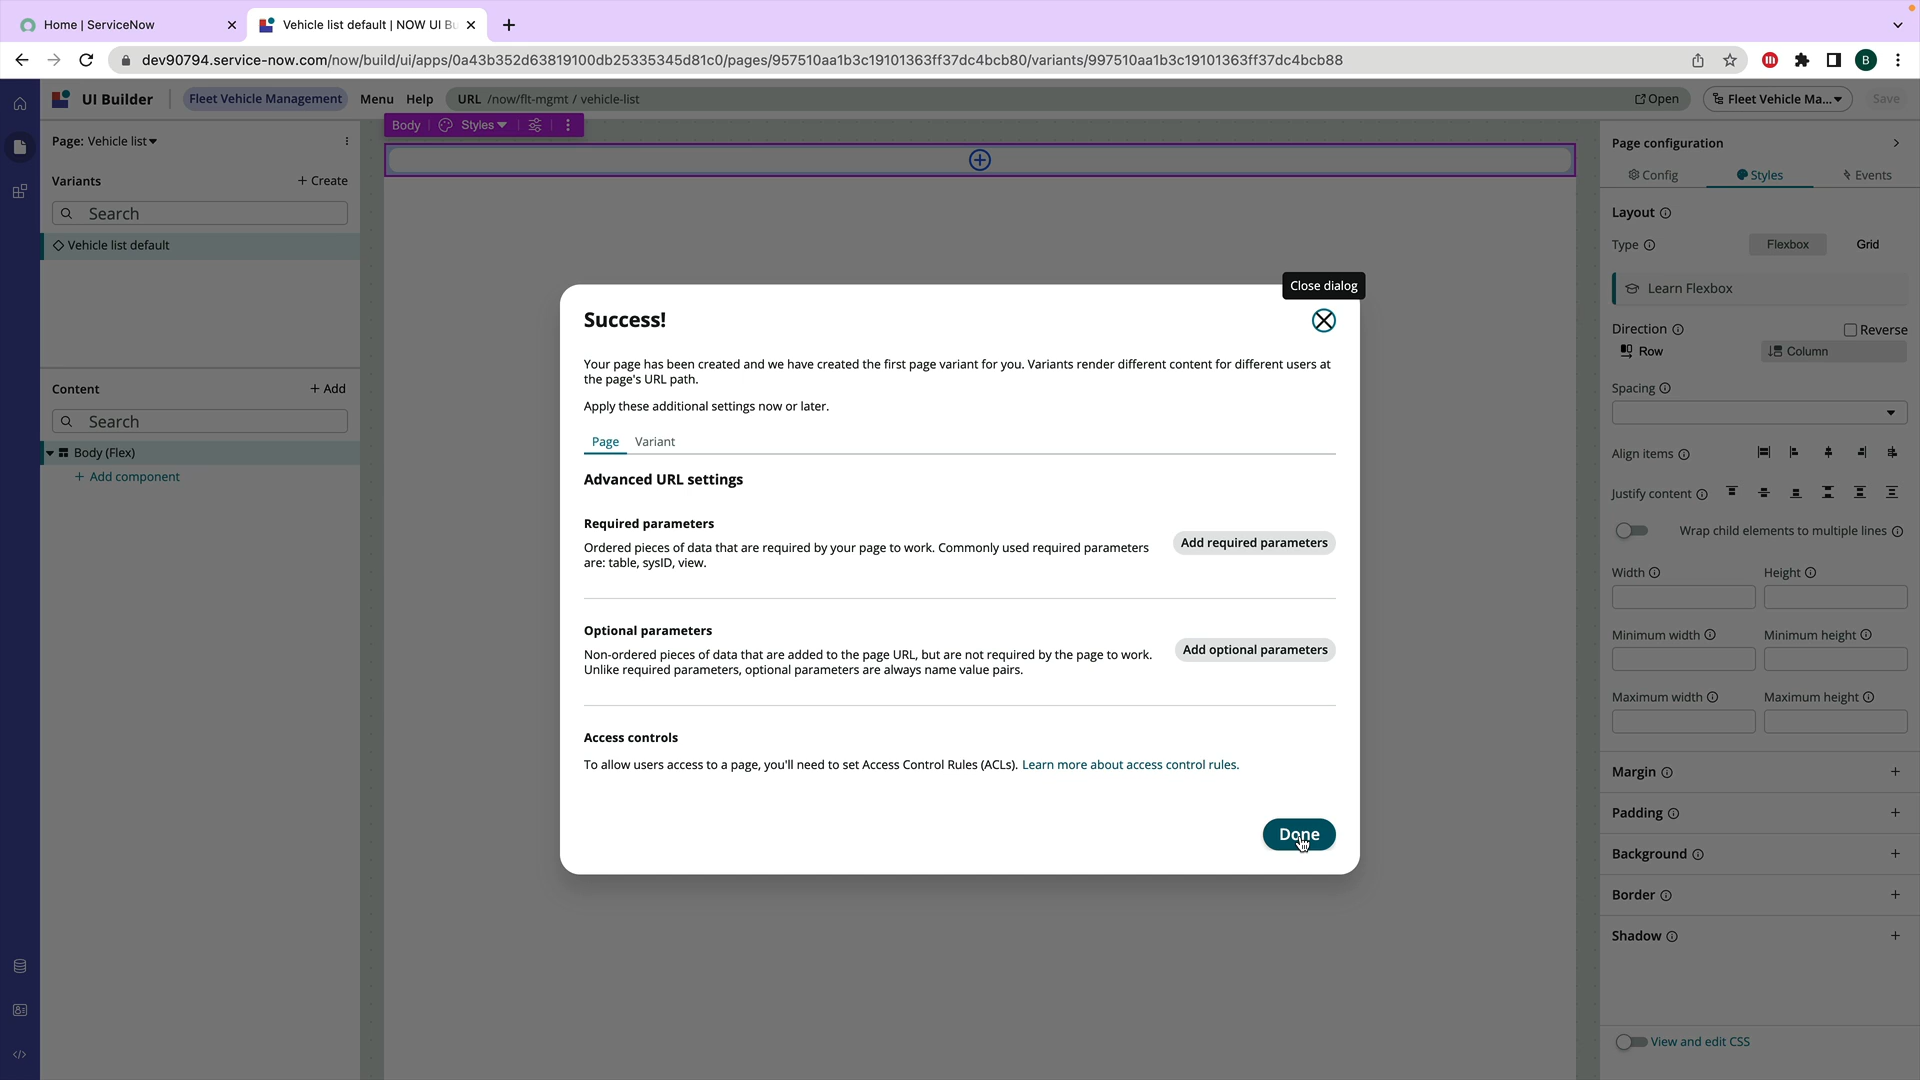 Home | ServiceNow
Vehicle list default | NOW UI Bu
dev90794.service-now.com/now/build/ui/apps/0a43b352d63819100db25335345d81c0/pages/957510aa1b3c19101363ff37dc4bcb80/variants/997510aa1b3c19101363ff37dc4bcb88
B
UI Builder
Fleet Vehicle Management
Menu
Help
URL /now/flt-mgmt / vehicle-list
Open
Fleet Vehicle Ma...
Save
Page: Vehicle list
Variants
+ Create
Search
Vehicle list default
Content
+ Add
Search
Body (Flex)
+ Add component
Body
Styles
Close dialog
Success!
Your page has been created and we have created the first page variant for you. Variants render different content for different users at
the page's URL path.
Apply these additional settings now or later.
Page
Variant
Advanced URL settings
Required parameters
Ordered pieces of data that are required by your page to work. Commonly used required parameters
are: table, sysID, view.
Add required parameters
Optional parameters
Non-ordered pieces of data that are added to the page URL, but are not required by the page to work.
Unlike required parameters, optional parameters are always name value pairs.
Add optional parameters
Access controls
To allow users access to a page, you'll need to set Access Control Rules (ACLs). Learn more about access control rules.
Done
Page configuration
Config
Styles
Events
Layout
Type
Flexbox
Grid
Learn Flexbox
Direction
Reverse
Row
Column
Spacing
Align items
Justify content
Wrap child elements to multiple lines
Width
Height
Minimum width
Minimum height
Maximum width
Maximum height
Margin
Padding
Background
Border
Shadow
View and edit CSS